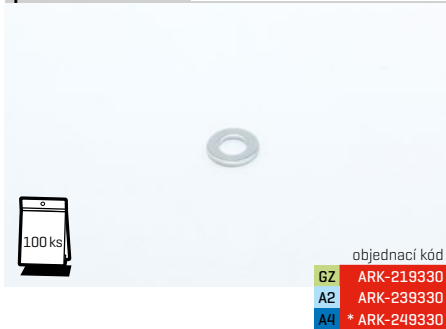 100 ks
objednací kód
GZ ARK-219330
A2 ARK-239330
A4 * ARK-249330